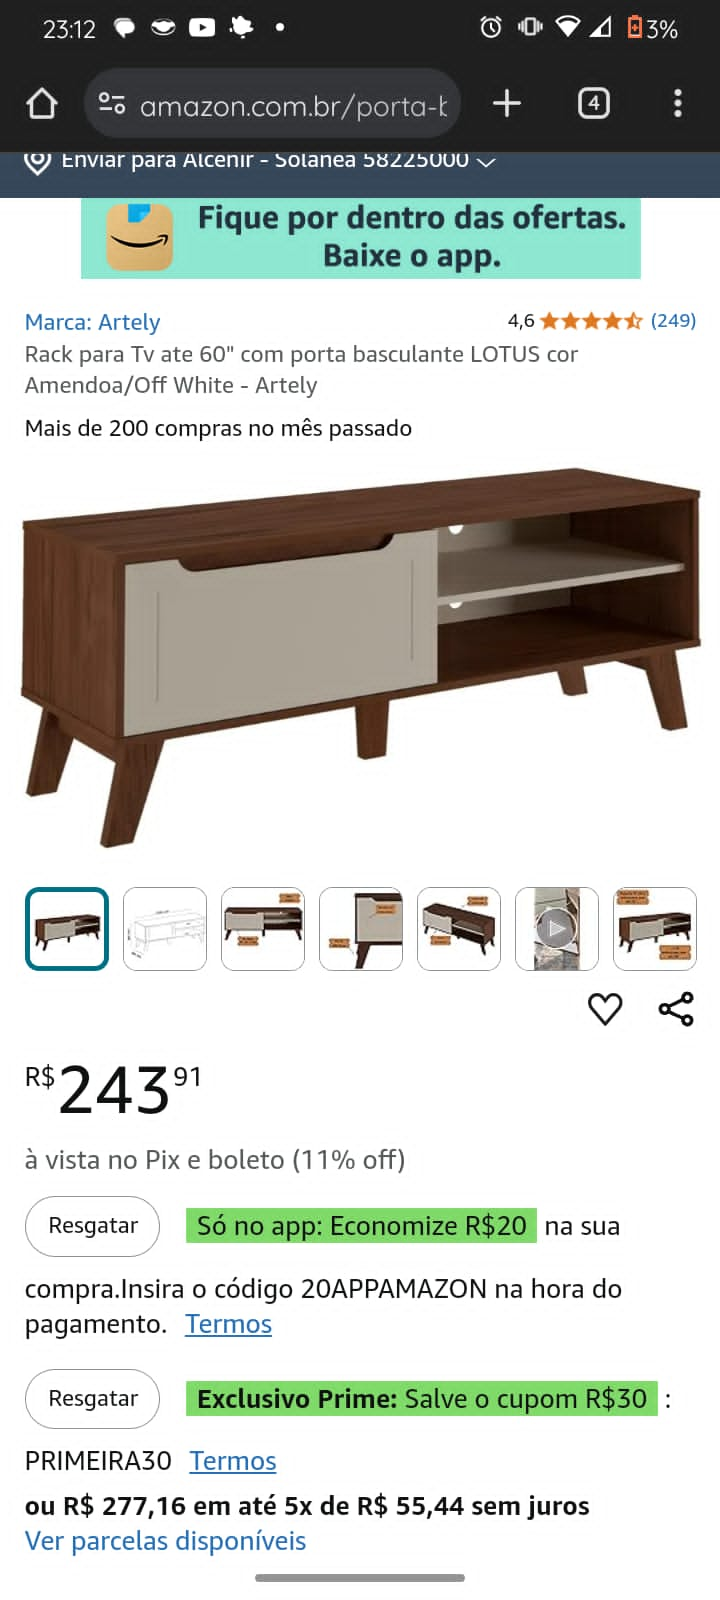 23:12
3%
amazon.com.br/porta-b
4
Enviar para Alcenir - Solanea 58225000
Fique por dentro das ofertas.
Baixe o app.
Marca: Artely
4,6 (249)
Rack para Tv ate 60" com porta basculante LOTUS cor
Amendoa/Off White - Artely
Mais de 200 compras no mês passado
R$ 243 91
à vista no Pix e boleto (11% off)
Resgatar Só no app: Economize R$20 na sua
compra.Insira o código 20APPAMAZON na hora do
pagamento. Termos
Resgatar Exclusivo Prime: Salve o cupom R$30 :
PRIMEIRA30 Termos
ou R$ 277,16 em até 5x de R$ 55,44 sem juros
Ver parcelas disponíveis